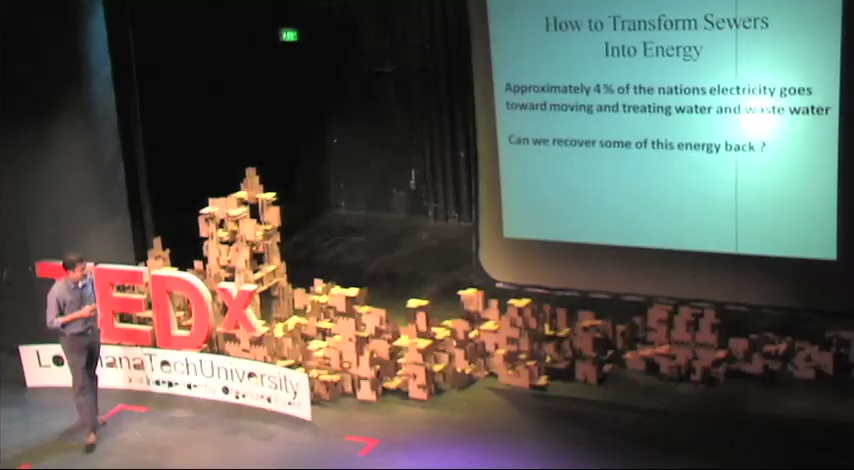 How to Transform Sewers
Into Energy
Approximately 4% of the nations electricity goes
toward moving and treating water and waste water
Can we recover some of this energy back ?
TEDx
LouisianaTechUniversity